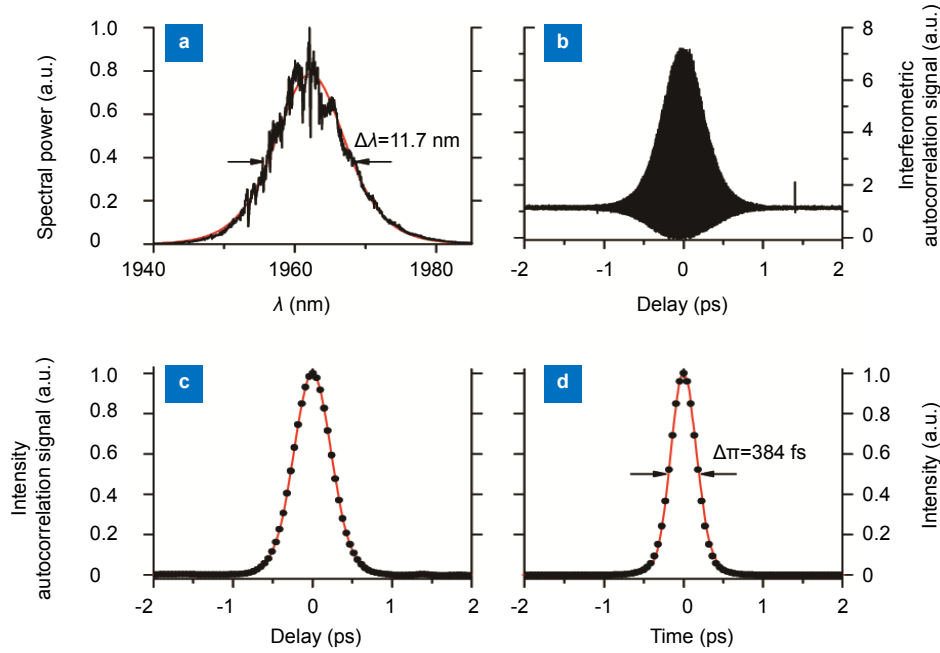 a
Spectral power (a.u.)
1.0
0.8
0.6
0.4
0.2
0
Δλ=11.7 nm
1940
1960
1980
λ (nm)
b
8
6
4
2
0
Interferometric
autocorrelation signal (a.u.)
-2
-1
0
1
2
Delay (ps)
c
Intensity
autocorrelation signal (a.u.)
1.0
0.8
0.6
0.4
0.2
0
-2
-1
0
1
2
Delay (ps)
d
1.0
0.8
0.6
0.4
0.2
0
Intensity (a.u.)
Δπ=384 fs
-2
-1
0
1
2
Time (ps)